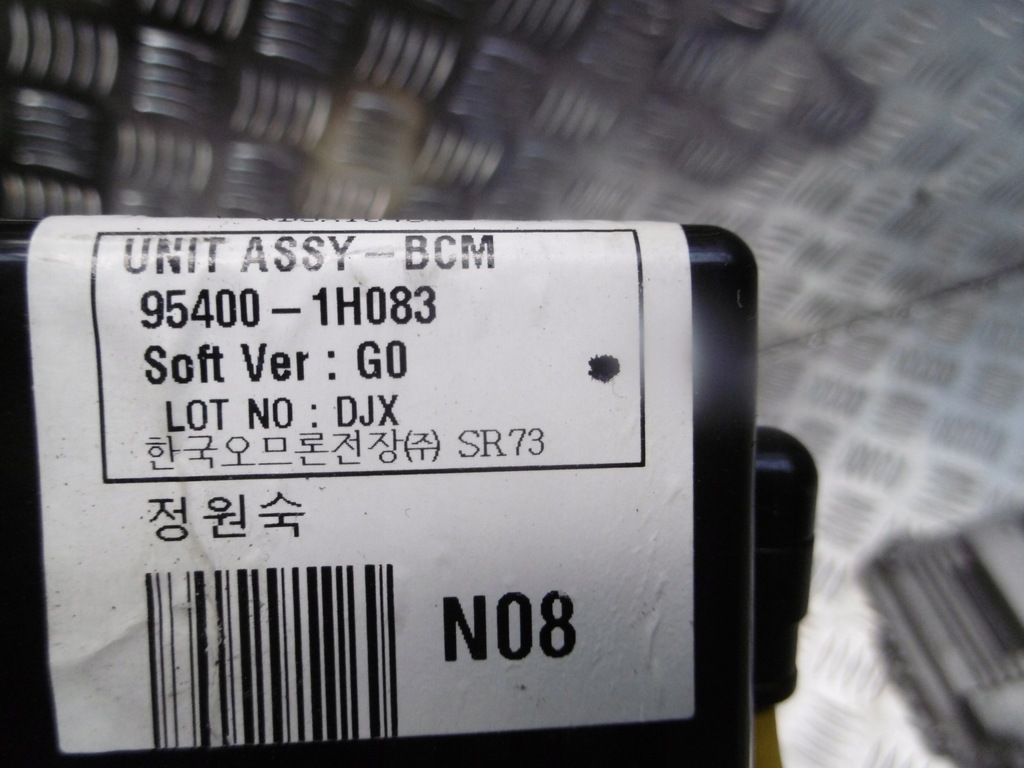 UNIT ASSY-BCM
95400-1H083
Soft Ver : G0
LOT NO : DJX
한국오므론전장㈜ SR73
정원숙
N08